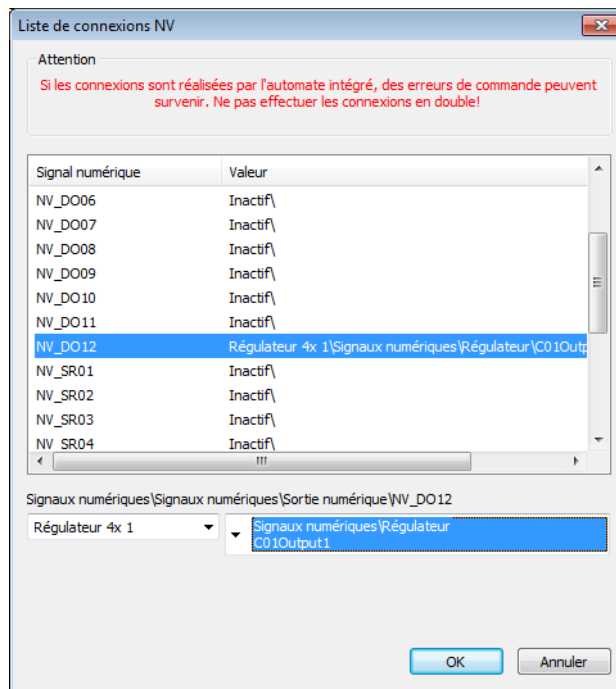 Liste de connexions NV
Attention
Si les connexions sont réalisées par l'automate intégré, des erreurs de commande peuvent
survenir. Ne pas effectuer les connexions en double!
Signal numérique Valeur
NV_DO06 Inactif\
NV_DO07 Inactif\
NV_DO08 Inactif\
NV_DO09 Inactif\
NV_DO10 Inactif\
NV_DO11 Inactif\
NV_DO12 Régulateur 4x 1\Signaux numériques\Régulateur\C01Outp
NV_SR01 Inactif\
NV_SR02 Inactif\
NV_SR03 Inactif\
NV_SR04 Inactif\
Signaux numériques\Signaux numériques\Sortie numérique\NV_DO12
Régulateur 4x 1 Signaux numériques\Régulateur
C01Output1
OK Annuler